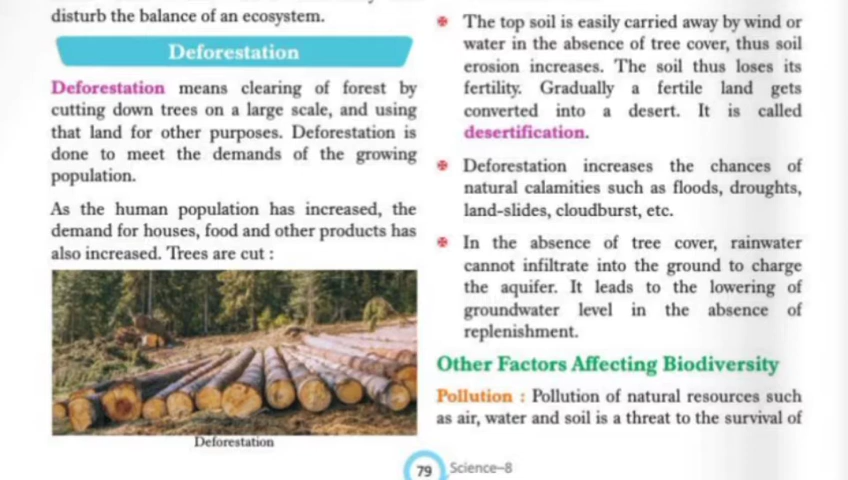 disturb the balance of an ecosystem.
Deforestation
Deforestation means clearing of forest by
cutting down trees on a large scale, and using
that land for other purposes. Deforestation is
done to meet the demands of the growing
population.
As the human population has increased, the
demand for houses, food and other products has
also increased. Trees are cut :
Deforestation
The top soil is easily carried away by wind or
water in the absence of tree cover, thus soil
erosion increases. The soil thus loses its
fertility. Gradually a fertile land gets
converted into a desert. It is called
desertification.
Deforestation increases the chances of
natural calamities such as floods, droughts,
land-slides, cloudburst, etc.
In the absence of tree cover, rainwater
cannot infiltrate into the ground to charge
the aquifer. It leads to the lowering of
groundwater level in the absence of
replenishment.
Other Factors Affecting Biodiversity
Pollution : Pollution of natural resources such
as air, water and soil is a threat to the survival of
79 Science–8